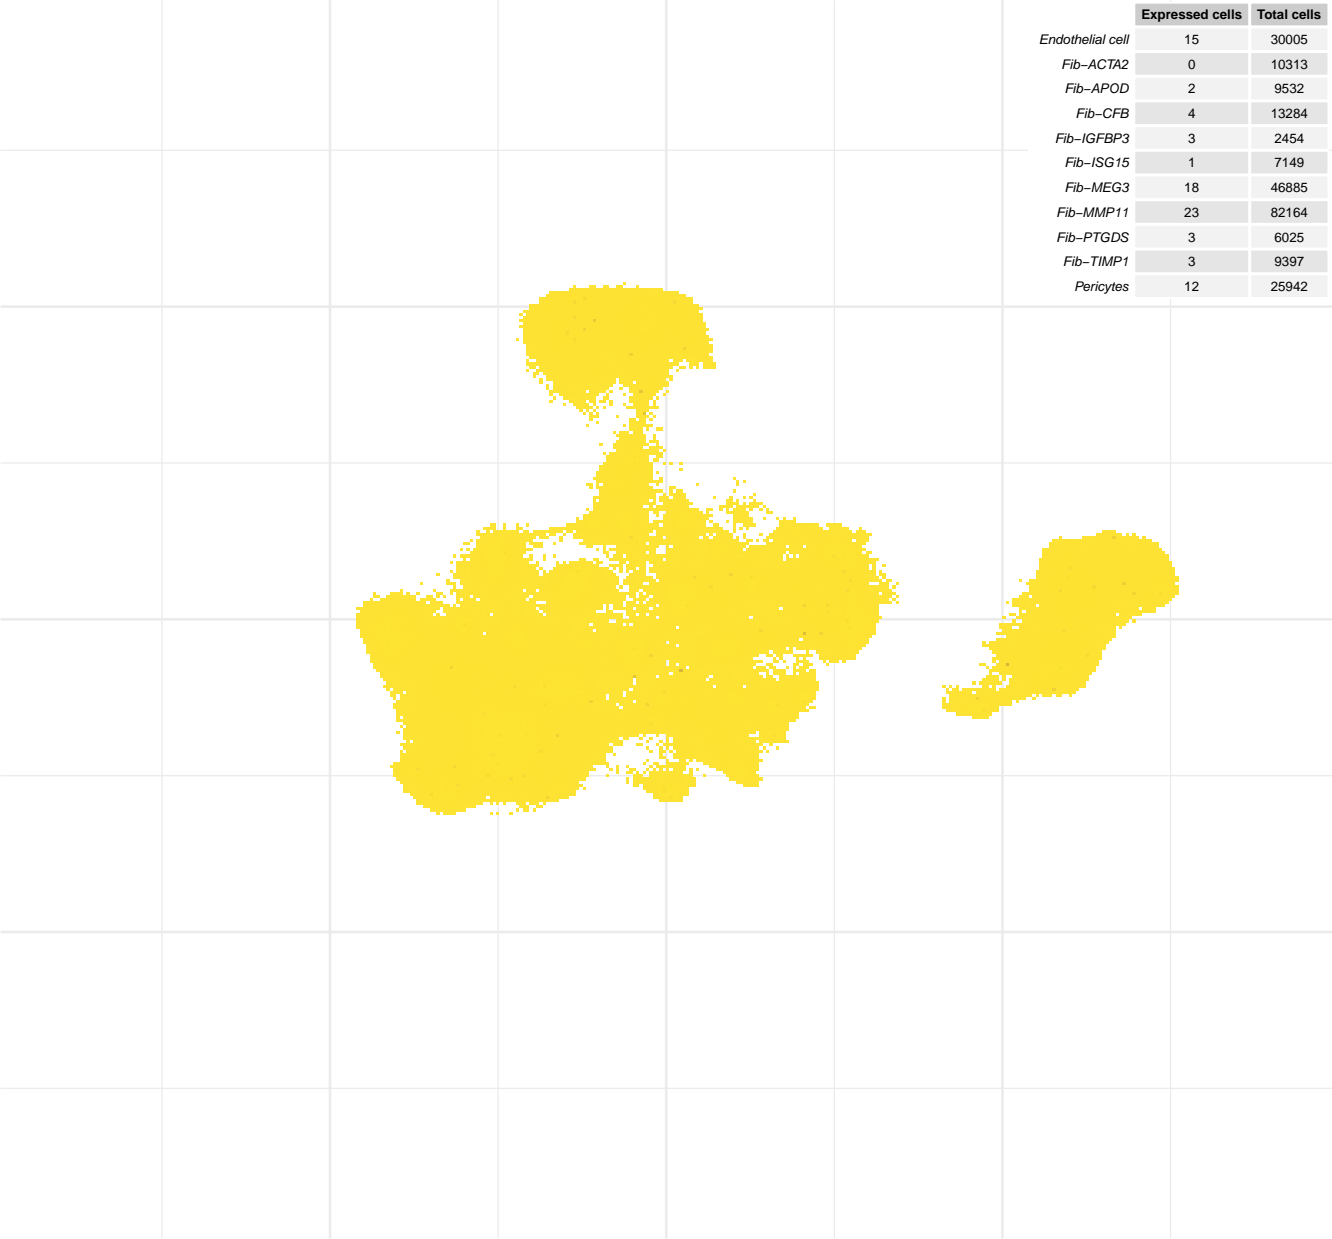 Expressed cells Total cells
Endothelial cell 15 30005
Fib−ACTA2 0 10313
Fib−APOD 2 9532
Fib−CFB 4 13284
Fib−IGFBP3 3 2454
Fib−ISG15 1 7149
Fib−MEG3 18 46885
Fib−MMP11 23 82164
Fib−PTGDS 3 6025
Fib−TIMP1 3 9397
Pericytes 12 25942